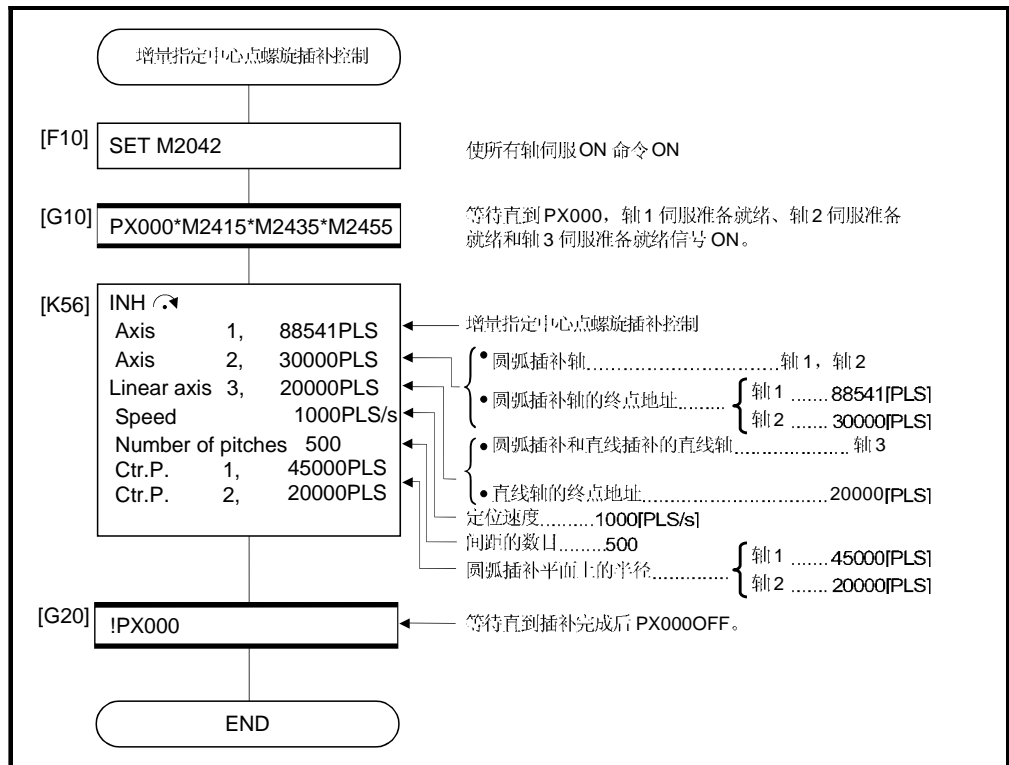 增量指定中心点螺旋插补控制
[F10] SET M2042 使所有轴伺服ON 命令ON
[G10] PX000*M2415*M2435*M2455 等待直到PX000，轴1 伺服准备就绪、轴2 伺服准备
就绪和轴3 伺服准备就绪信号ON。
[K56] INH
增量指定中心点螺旋插补控制
Axis 1, 88541PLS
Axis 2, 30000PLS
Linear axis 3, 20000PLS
Speed 1000PLS/s
Number of pitches 500
Ctr.P. 1, 45000PLS
Ctr.P. 2, 20000PLS
• 圆弧插补轴..............................轴1，轴2
• 圆弧插补轴的终点地址........ 轴1 .......88541[PLS]
轴2 ....... 30000[PLS]
• 圆弧插补和直线插补的直线轴.................... 轴3
• 直线轴的终点地址..............................20000[PLS]
定位速度..........1000[PLS/s]
间距的数目.........500
圆弧插补平面上的半径............ 轴1 .......45000[PLS]
轴2 ....... 20000[PLS]
[G20] !PX000 等待直到插补完成后PX000OFF。
END